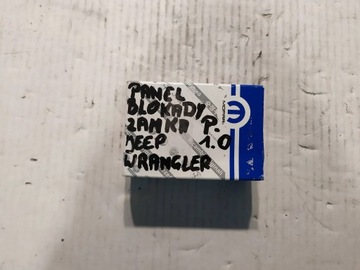 PANEL
BLOKADY
ZAMKA P.
JEEP 1.0
WRANGLER